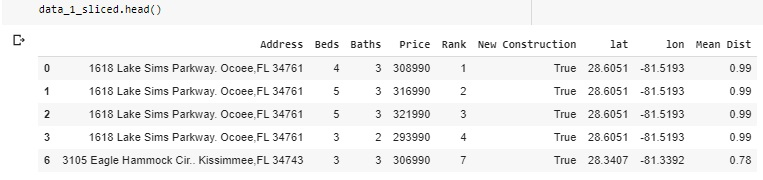 data_1_sliced.head()
Address Beds Baths Price Rank New Construction lat lon Mean Dist
0 1618 Lake Sims Parkway. Ocoee,FL 34761 4 3 308990 1 True 28.6051 -81.5193 0.99
1 1618 Lake Sims Parkway. Ocoee,FL 34761 5 3 316990 2 True 28.6051 -81.5193 0.99
2 1618 Lake Sims Parkway. Ocoee,FL 34761 5 3 321990 3 True 28.6051 -81.5193 0.99
3 1618 Lake Sims Parkway. Ocoee,FL 34761 3 2 293990 4 True 28.6051 -81.5193 0.99
6 3105 Eagle Hammock Cir.. Kissimmee,FL 34743 3 3 306990 7 True 28.3407 -81.3392 0.78